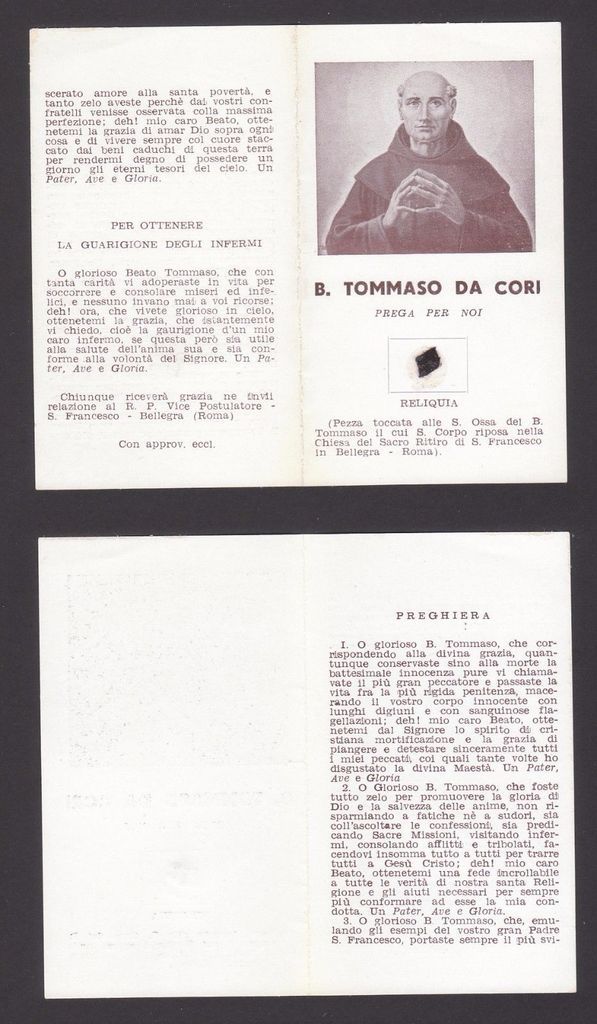 scerato amore alla santa povertà, e
tanto zelo aveste perchè dai vostri con-
fratelli venisse osservata colla massima
perfezione; deh! mio caro Beato, otte-
netemi la grazia di amar Dio sopra ogni
cosa e di vivere sempre col cuore stac-
cato dai beni caduchi di questa terra
per rendermi degno di possedere un
giorno gli eterni tesori del cielo. Un
Pater, Ave e Gloria.
PER OTTENERE
LA GUARIGIONE DEGLI INFERMI
O glorioso Beato Tommaso, che con
tanta carità vi adoperaste in vita per
soccorrere e consolare miseri ed infe-
lici, e nessuno invano mai a voi ricorse;
deh! ora, che vivete glorioso in cielo,
ottenetemi la grazia, che istantemente
vi chiedo, cioè la gaurigione d'un mio
caro infermo, se questa però sia utile
alla salute dell'anima sua e sia con-
forme alla volontà del Signore. Un Pa-
ter, Ave e Gloria.
Chiunque riceverà grazia ne invii
relazione al R. P. Vice Postulatore -
S. Francesco - Bellegra (Roma)
Con approv. eccl.
B. TOMMASO DA CORI
PREGA PER NOI
RELIQUIA
(Pezza toccata alle S. Ossa del B.
Tommaso il cui S. Corpo riposa nella
Chiesa del Sacro Ritiro di S. Francesco
in Bellegra - Roma).
PREGHIERA
1. O glorioso B. Tommaso, che cor-
rispondendo alla divina grazia, quan-
tunque conservaste sino alla morte la
battesimale innocenza pure vi chiama-
vate il più gran peccatore e passaste la
vita fra la più rigida penitenza, mace-
rando il vostro corpo innocente con
lunghi digiuni e con sanguinose fla-
gellazioni; deh! mio caro Beato, otte-
netemi dal Signore lo spirito di cri-
stiana mortificazione e la grazia di
piangere e detestare sinceramente tutti
i miei peccati, coi quali tante volte ho
disgustato la divina Maestà. Un Pater,
Ave e Gloria
2. O Glorioso B. Tommaso, che foste
tutto zelo per promuovere la gloria di
Dio e la salvezza delle anime, non ri-
sparmiando a fatiche nè a sudori, sia
coll'ascoltare le confessioni, sia predi-
cando Sacre Missioni, visitando infer-
mi, consolando afflitti e tribolati, fa-
cendovi insomma tutto a tutti per trarre
tutti a Gesù Cristo; deh! mio caro
Beato, ottenetemi una fede incrollabile
a tutte le verità di nostra santa Reli-
gione e gli aiuti necessari per sempre
più conformare ad esse la mia con-
dotta. Un Pater, Ave e Gloria.
3. O glorioso B. Tommaso, che, emu-
lando gli esempi del vostro gran Padre
S. Francesco, portaste sempre il più svi-